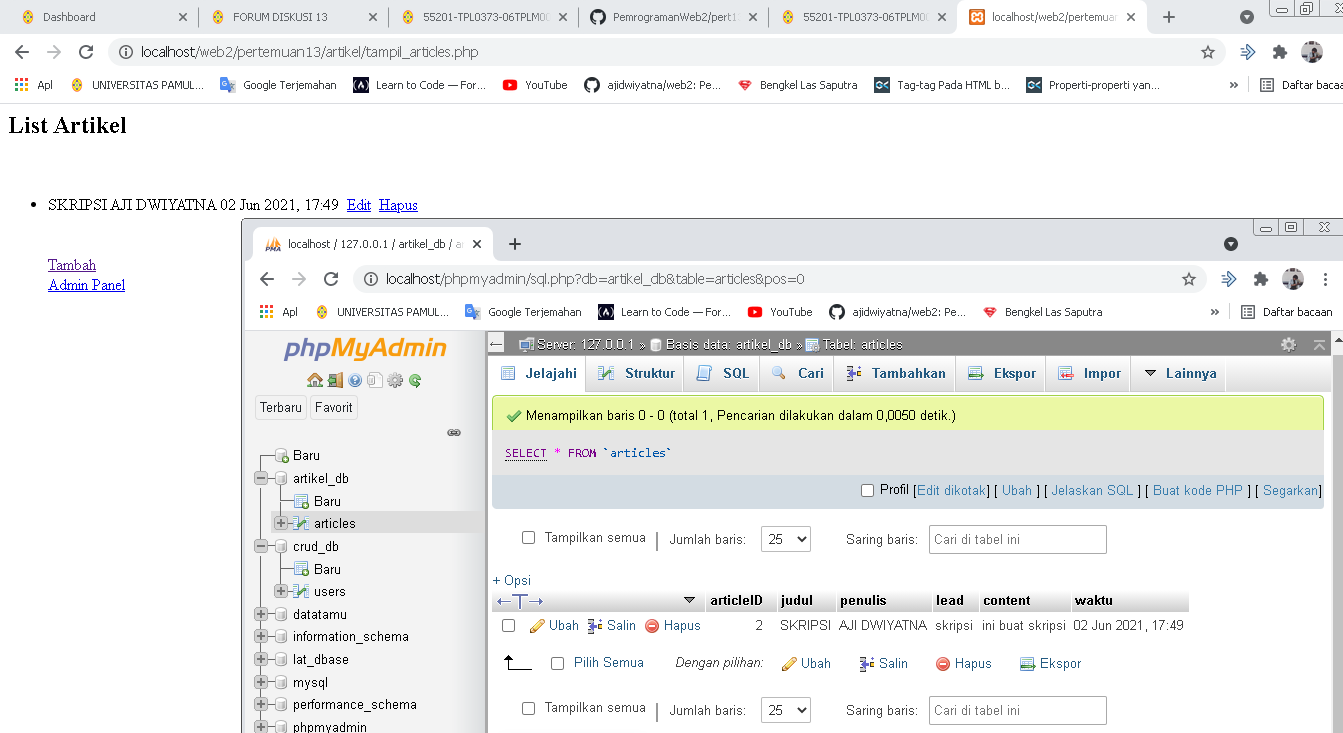 Dashboard FORUM DISKUSI 13 55201-TPL0373-06TPLM00 PemrogramanWeb2/pert1 55201-TPL0373-06TPLM0 localhost/web2/pertemuan
localhost/web2/pertemuan13/artikel/tampil_articles.php
Apl UNIVERSITAS PAMUL... Google Terjemahan Learn to Code — For... YouTube ajidwiyatna/web2: Pe... Bengkel Las Saputra Tag-tag Pada HTML b... Properti-properti yan... » Daftar bacaa
List Artikel
• SKRIPSI AJI DWIYATNA 02 Jun 2021, 17:49 Edit Hapus
Tambah
Admin Panel
localhost / 127.0.0.1 / artikel_db / a
localhost/phpmyadmin/sql.php?db=artikel_db&table=articles&pos=0
Apl UNIVERSITAS PAMUL... Google Terjemahan Learn to Code — For... YouTube ajidwiyatna/web2: Pe... Bengkel Las Saputra » Daftar bacaan
phpMyAdmin
Terbaru Favorit
Baru
artikel_db
Baru
articles
crud_db
Baru
users
datatamu
information_schema
lat_dbase
mysql
performance_schema
phpmyadmin
Server: 127.0.0.1 » Basis data: artikel_db » Tabel: articles
Jelajahi Struktur SQL Cari Tambahkan Ekspor Impor Lainnya
Menampilkan baris 0 - 0 (total 1, Pencarian dilakukan dalam 0,0050 detik.)
SELECT * FROM `articles`
Profil [Edit dikotak] [ Ubah ] [ Jelaskan SQL ] [ Buat kode PHP ] [ Segarkan]
Tampilkan semua | Jumlah baris: 25 Saring baris: Cari di tabel ini
+ Opsi
articleID judul penulis lead content waktu
Ubah Salin Hapus 2 SKRIPSI AJI DWIYATNA skripsi ini buat skripsi 02 Jun 2021, 17:49
Pilih Semua Dengan pilihan: Ubah Salin Hapus Ekspor
Tampilkan semua | Jumlah baris: 25 Saring baris: Cari di tabel ini